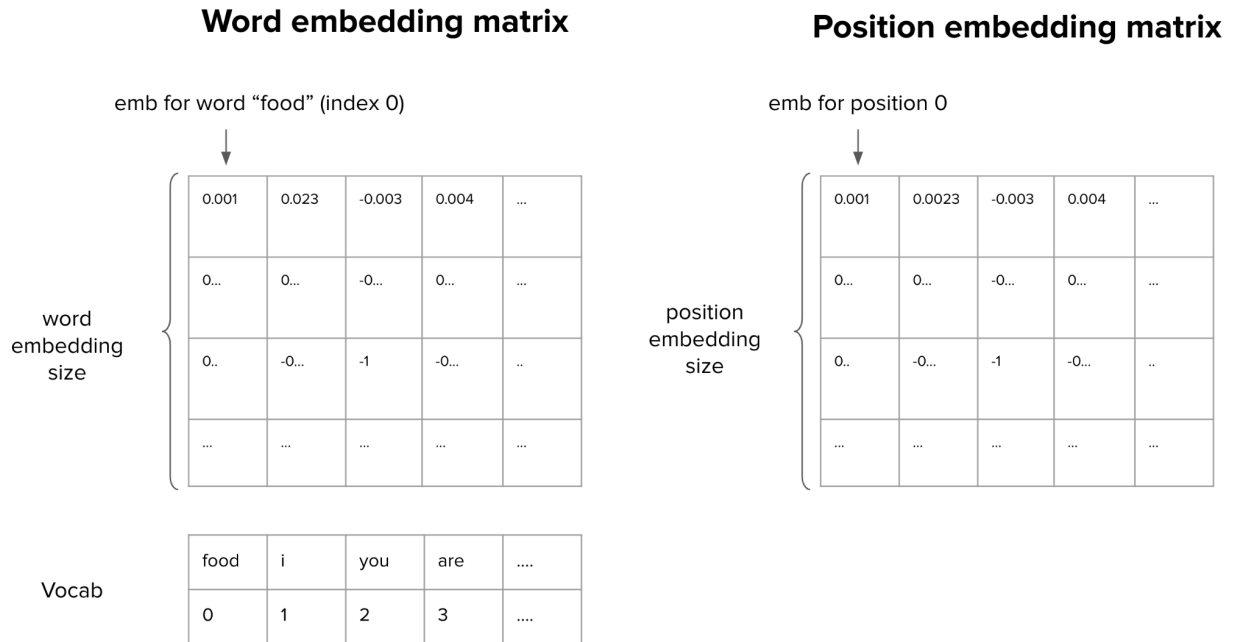 Word embedding matrix
emb for word “food” (index 0)
0.001 0.023 -0.003 0.004 ...
0... 0... -0... 0... ...
0.. -0... -1 -0... ..
... ... ... ... ...
word
embedding
size
food i you are ....
0 1 2 3 ....
Vocab
Position embedding matrix
emb for position 0
0.001 0.0023 -0.003 0.004 ...
0... 0... -0... 0... ...
0.. -0... -1 -0... ..
... ... ... ... ...
position
embedding
size